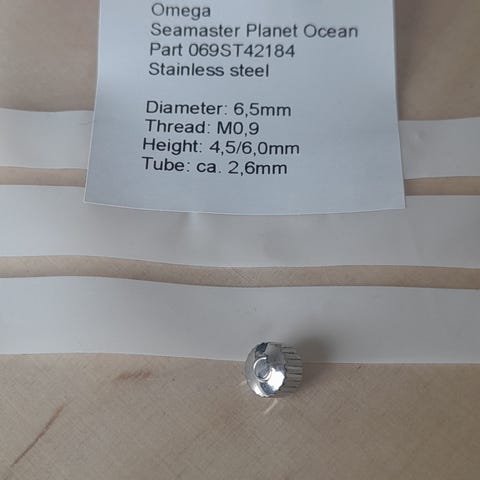 Omega
Seamaster Planet Ocean
Part 069ST42184
Stainless steel
Diameter: 6,5mm
Thread: M0,9
Height: 4,5/6,0mm
Tube: ca. 2,6mm